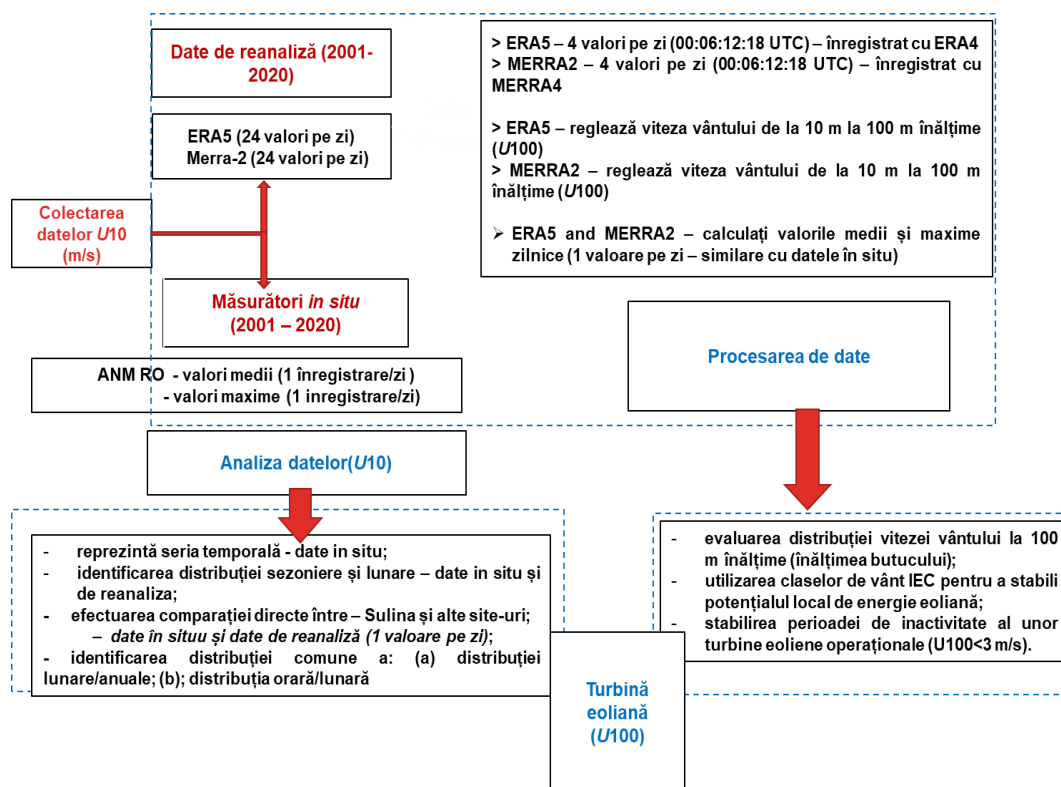 Date de reanaliză (2001-
2020)
ERA5 (24 valori pe zi)
Merra-2 (24 valori pe zi)
Colectarea
datelor U10
(m/s)
Măsurători in situ
(2001 – 2020)
ANM RO - valori medii (1 înregistrare/zi )
- valori maxime (1 inregistrare/zi)
> ERA5 – 4 valori pe zi (00:06:12:18 UTC) – înregistrat cu ERA4
> MERRA2 – 4 valori pe zi (00:06:12:18 UTC) – înregistrat cu
MERRA4
> ERA5 – reglează viteza vântului de la 10 m la 100 m înălțime
(U100)
> MERRA2 – reglează viteza vântului de la 10 m la 100 m
înălțime (U100)
➢ ERA5 and MERRA2 – calculați valorile medii și maxime
zilnice (1 valoare pe zi – similare cu datele în situ)
Procesarea de date
Analiza datelor(U10)
- reprezintă seria temporală - date in situ;
- identificarea distribuției sezoniere și lunare – date in situ și
de reanaliza;
- efectuarea comparației directe între – Sulina și alte site-uri;
– date în situu și date de reanaliză (1 valoare pe zi);
- identificarea distribuției comune a: (a) distribuției
lunare/anuale; (b); distribuția orară/lunară
- evaluarea distribuției vitezei vântului la 100
m înălțime (înălțimea butucului);
- utilizarea claselor de vânt IEC pentru a stabili
potențialul local de energie eoliană;
- stabilirea perioadei de inactivitate al unor
turbine eoliene operaționale (U100<3 m/s).
Turbină
eoliană
(U100)